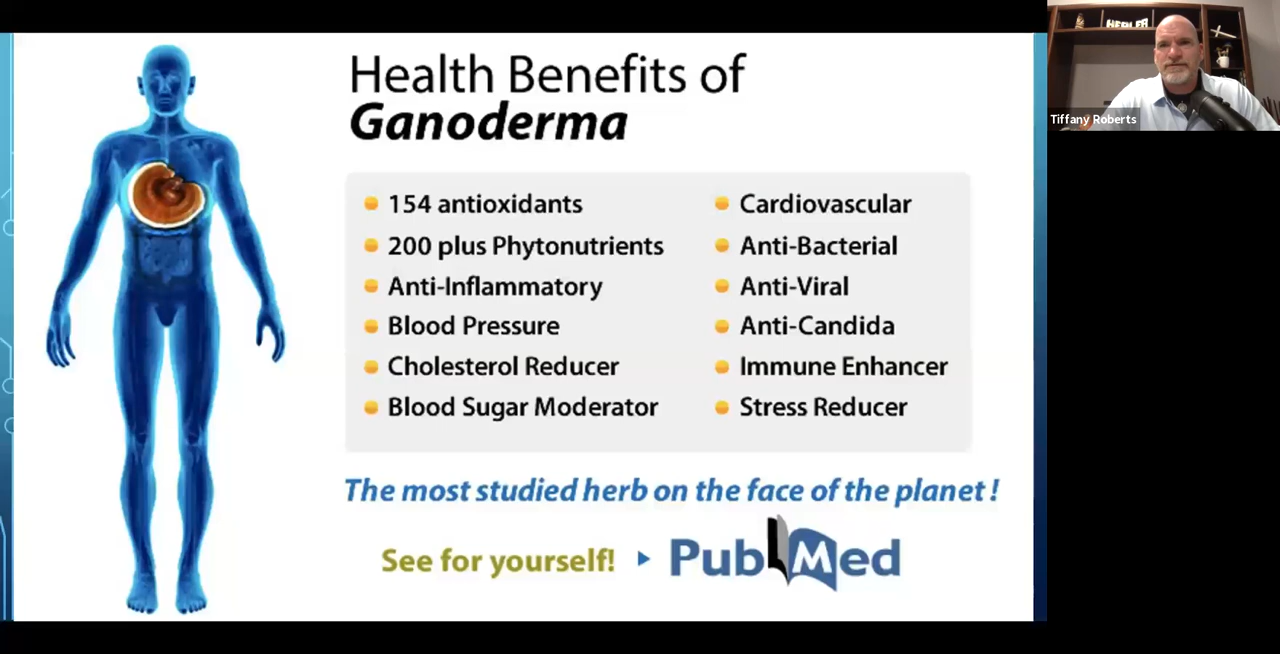 Health Benefits of
Ganoderma
154 antioxidants
200 plus Phytonutrients
Anti-Inflammatory
Blood Pressure
Cholesterol Reducer
Blood Sugar Moderator
Cardiovascular
Anti-Bacterial
Anti-Viral
Anti-Candida
Immune Enhancer
Stress Reducer
The most studied herb on the face of the planet!
See for yourself!
PubMed
HEALER
Tiffany Roberts